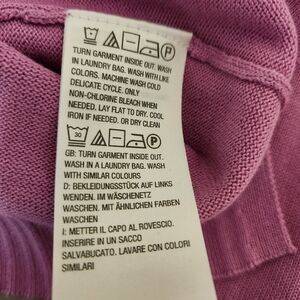 P
TURN GARMENT INSIDE OUT. WASH
IN LAUNDRY BAG. WASH WITH LIKE
COLORS. MACHINE WASH COLD
DELICATE CYCLE. ONLY
NON-CHLORINE BLEACH WHEN
NEEDED. LAY FLAT TO DRY. COOL
IRON IF NEEDED. OR DRY CLEAN
30 P
GB: TURN GARMENT INSIDE OUT.
WASH IN A LAUNDRY BAG. WASH
WITH SIMILAR COLOURS
D: BEKLEIDUNGSSTÜCK AUF LINKS
WENDEN. IM WÄSCHENETZ
WASCHEN. MIT ÄHNLICHEN FARBEN
WASCHEN
I: METTER IL CAPO AL ROVESCIO.
INSERIRE IN UN SACCO
SALVABUCATO. LAVARE CON COLORI
SIMILARI